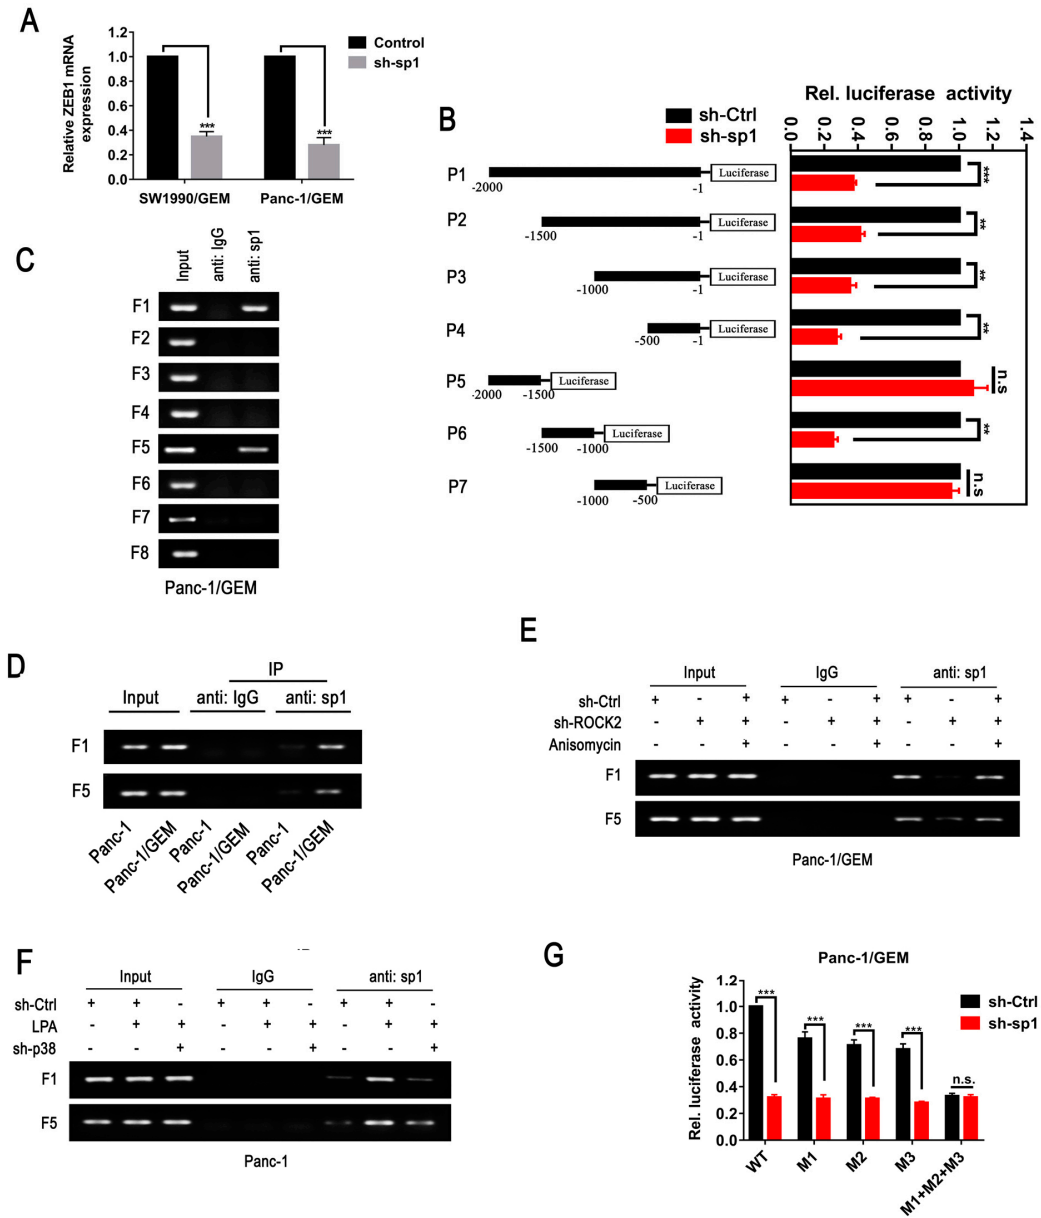 A
Relative ZEB1 mRNA
expression
1.2
1.0
0.8
0.6
0.4
0.2
0.0
***
***
Control
sh-sp1
SW1990/GEM Panc-1/GEM
B
Rel. luciferase activity
sh-Ctrl
sh-sp1
0.0 0.2 0.4 0.6 0.8 1.0 1.2 1.4
P1 -2000 -1 Luciferase ***
P2 -1500 -1 Luciferase **
P3 -1000 -1 Luciferase **
P4 -500 -1 Luciferase **
P5 -2000 -1500 Luciferase n.s
P6 -1500 -1000 Luciferase **
P7 -1000 -500 Luciferase n.s
C
Input anti: IgG anti: sp1
F1
F2
F3
F4
F5
F6
F7
F8
Panc-1/GEM
D
IP
Input anti: IgG anti: sp1
F1
F5
Panc-1 Panc-1/GEM Panc-1 Panc-1/GEM Panc-1 Panc-1/GEM
E
Input IgG anti: sp1
sh-Ctrl + - + + - + + - +
sh-ROCK2 - + + - + + - + +
Anisomycin - - + - - + - - +
F1
F5
Panc-1/GEM
F
Input IgG anti: sp1
sh-Ctrl + + - + + - + + -
LPA - + + - + + - + +
sh-p38 - - + - - + - - +
F1
F5
Panc-1
G
Panc-1/GEM
Rel. luciferase activity
1.2
1.0
0.8
0.6
0.4
0.2
0.0
*** *** *** *** n.s.
sh-Ctrl
sh-sp1
WT M1 M2 M3 M1+M2+M3